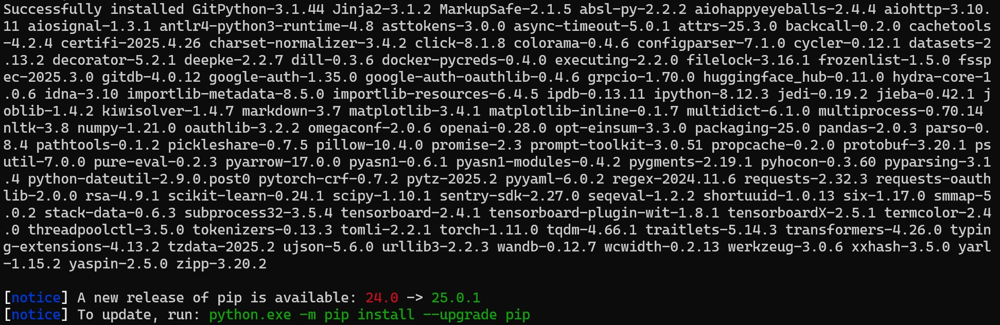 Successfully installed GitPython-3.1.44 Jinja2-3.1.2 MarkupSafe-2.1.5 absl-py-2.2.2 aiohappyeyeballs-2.4.4 aiohttp-3.10.
11 aiosignal-1.3.1 antlr4-python3-runtime-4.8 asttokens-3.0.0 async-timeout-5.0.1 attrs-25.3.0 backcall-0.2.0 cachetools
-4.2.4 certifi-2025.4.26 charset-normalizer-3.4.2 click-8.1.8 colorama-0.4.6 configparser-7.1.0 cycler-0.12.1 datasets-2
.13.2 decorator-5.2.1 deepke-2.2.7 dill-0.3.6 docker-pycreds-0.4.0 executing-2.2.0 filelock-3.16.1 frozenlist-1.5.0 fssp
ec-2025.3.0 gitdb-4.0.12 google-auth-1.35.0 google-auth-oauthlib-0.4.6 grpcio-1.70.0 huggingface_hub-0.11.0 hydra-core-1
.0.6 idna-3.10 importlib-metadata-8.5.0 importlib-resources-6.4.5 ipdb-0.13.11 ipython-8.12.3 jedi-0.19.2 jieba-0.42.1 j
oblib-1.4.2 kiwisolver-1.4.7 markdown-3.7 matplotlib-3.4.1 matplotlib-inline-0.1.7 multidict-6.1.0 multiprocess-0.70.14
nltk-3.8 numpy-1.21.0 oauthlib-3.2.2 omegaconf-2.0.6 openai-0.28.0 opt-einsum-3.3.0 packaging-25.0 pandas-2.0.3 parso-0.
8.4 pathtools-0.1.2 pickleshare-0.7.5 pillow-10.4.0 promise-2.3 prompt-toolkit-3.0.51 propcache-0.2.0 protobuf-3.20.1 ps
util-7.0.0 pure-eval-0.2.3 pyarrow-17.0.0 pyasn1-0.6.1 pyasn1-modules-0.4.2 pygments-2.19.1 pyhocon-0.3.60 pyparsing-3.1
.4 python-dateutil-2.9.0.post0 pytorch-crf-0.7.2 pytz-2025.2 pyyaml-6.0.2 regex-2024.11.6 requests-2.32.3 requests-oauth
lib-2.0.0 rsa-4.9.1 scikit-learn-0.24.1 scipy-1.10.1 sentry-sdk-2.27.0 seqeval-1.2.2 shortuuid-1.0.13 six-1.17.0 smmap-5
.0.2 stack-data-0.6.3 subprocess32-3.5.4 tensorboard-2.4.1 tensorboard-plugin-wit-1.8.1 tensorboardX-2.5.1 termcolor-2.4
.0 threadpoolctl-3.5.0 tokenizers-0.13.3 tomli-2.2.1 torch-1.11.0 tqdm-4.66.1 traitlets-5.14.3 transformers-4.26.0 typin
g-extensions-4.13.2 tzdata-2025.2 ujson-5.6.0 urllib3-2.2.3 wandb-0.12.7 wcwidth-0.2.13 werkzeug-3.0.6 xxhash-3.5.0 yarl
-1.15.2 yaspin-2.5.0 zipp-3.20.2
[notice] A new release of pip is available: 24.0 -> 25.0.1
[notice] To update, run: python.exe -m pip install --upgrade pip